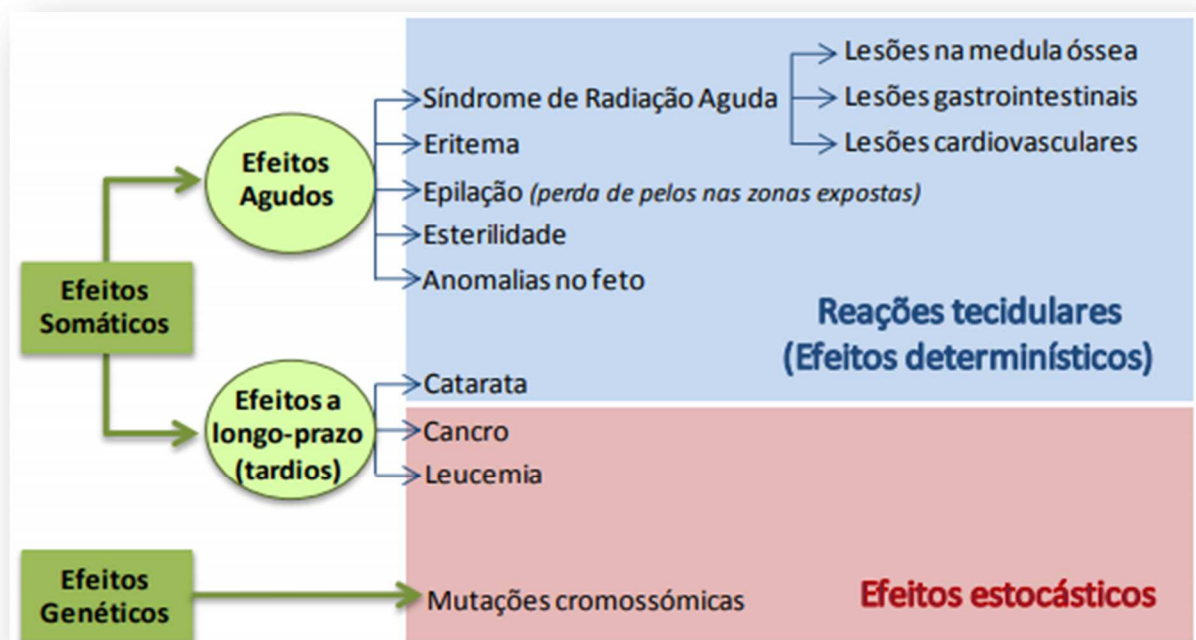 Efeitos
Somáticos
Efeitos
Agudos
Síndrome de Radiação Aguda
Lesões na medula óssea
Lesões gastrointestinais
Lesões cardiovasculares
Eritema
Epilação (perda de pelos nas zonas expostas)
Esterilidade
Anomalias no feto
Reações tecidulares
(Efeitos determinísticos)
Efeitos a
longo-prazo
(tardios)
Catarata
Cancro
Leucemia
Efeitos
Genéticos
Mutações cromossómicas
Efeitos estocásticos